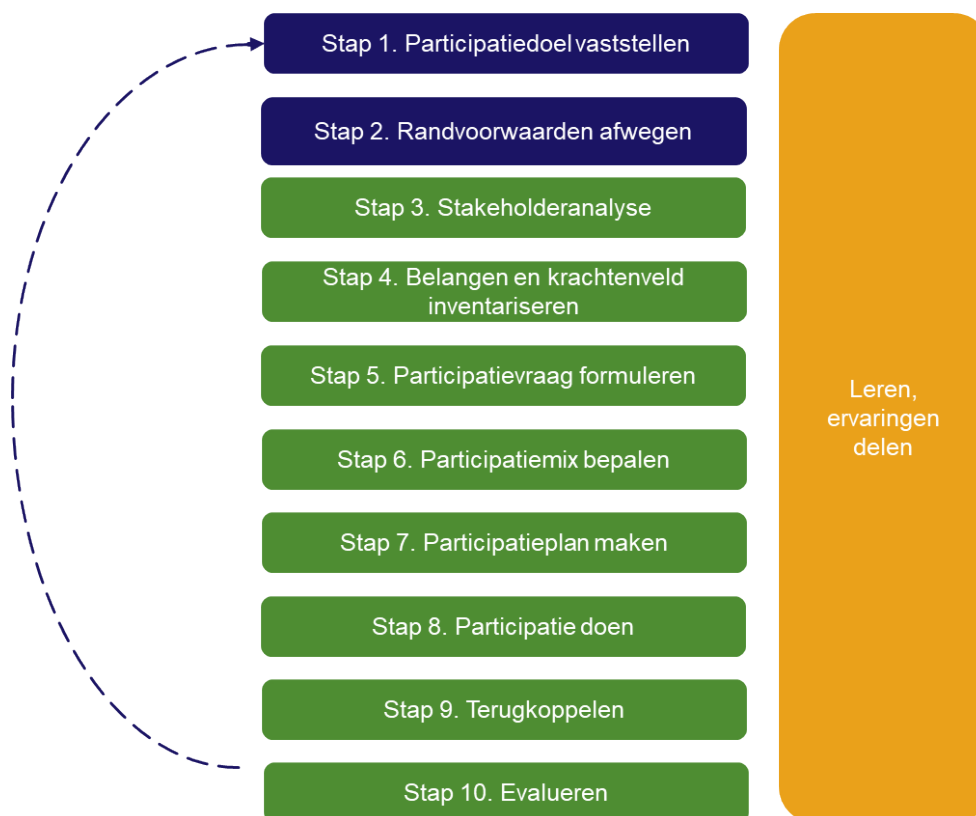 Stap 1. Participatiedoel vaststellen
Stap 2. Randvoorwaarden afwegen
Stap 3. Stakeholderanalyse
Stap 4. Belangen en krachtenveld
inventariseren
Stap 5. Participatievraag formuleren
Stap 6. Participatiemix bepalen
Stap 7. Participatieplan maken
Stap 8. Participatie doen
Stap 9. Terugkoppelen
Stap 10. Evalueren
Leren,
ervaringen
delen